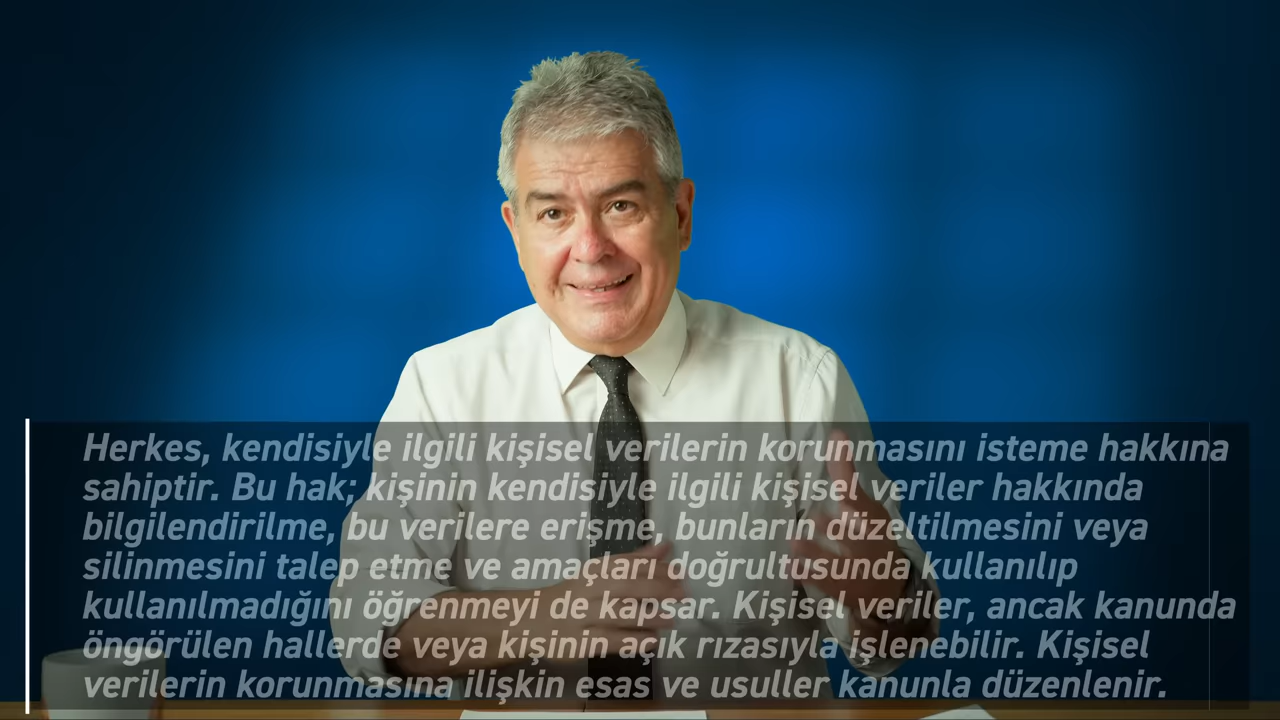 Herkes, kendisiyle ilgili kişisel verilerin korunmasını isteme hakkına
sahiptir. Bu hak; kişinin kendisiyle ilgili kişisel veriler hakkında
bilgilendirilme, bu verilere erişme, bunların düzeltilmesini veya
silinmesini talep etme ve amaçları doğrultusunda kullanılıp
kullanılmadığını öğrenmeyi de kapsar. Kişisel veriler, ancak kanunda
öngörülen hallerde veya kişinin açık rızasıyla işlenebilir. Kişisel
verilerin korunmasına ilişkin esas ve usuller kanunla düzenlenir.